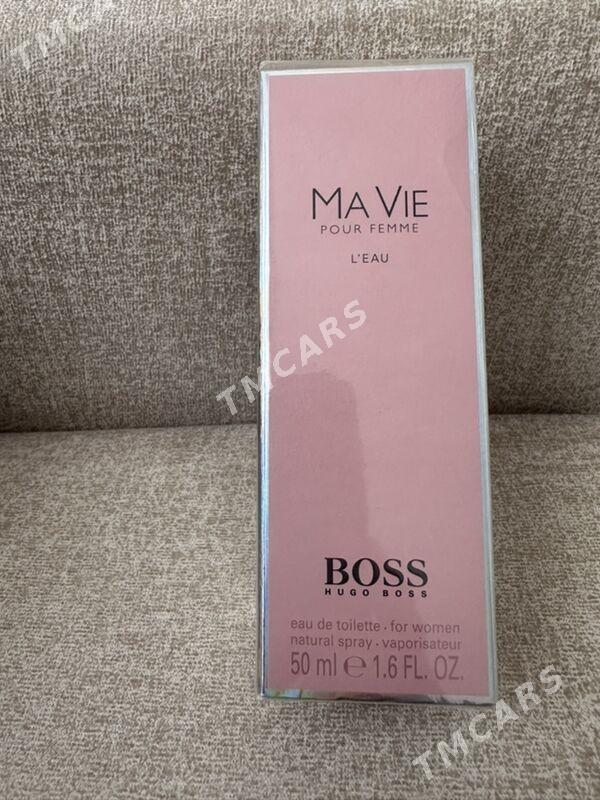 TMCARS
MA VIE
POUR FEMME
L'EAU
TMCARS
BOSS
HUGO BOSS
eau de toilette · for women
natural spray · vaporisateur
50 ml ℮ 1.6 FL. OZ.
TMCARS